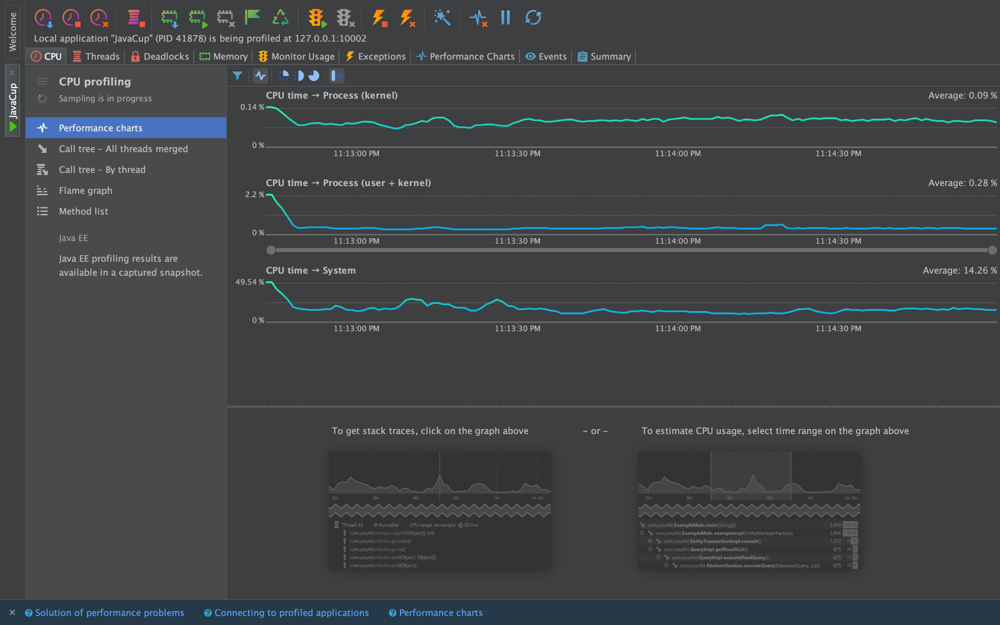 Welcome
JavaCup
Local application "JavaCup" (PID 41878) is being profiled at 127.0.0.1:10002
CPU Threads Deadlocks Memory Monitor Usage Exceptions Performance Charts Events Summary
CPU profiling
Sampling is in progress
Performance charts
Call tree – All threads merged
Call tree – By thread
Flame graph
Method list
Java EE
Java EE profiling results are
available in a captured snapshot.
CPU time → Process (kernel) Average: 0.09 %
0.14 %
0 %
11:13:00 PM 11:13:30 PM 11:14:00 PM 11:14:30 PM
CPU time → Process (user + kernel) Average: 0.28 %
2.2 %
0 %
11:13:00 PM 11:13:30 PM 11:14:00 PM 11:14:30 PM
CPU time → System Average: 14.26 %
49.54 %
0 %
11:13:00 PM 11:13:30 PM 11:14:00 PM 11:14:30 PM
To get stack traces, click on the graph above – or – To estimate CPU usage, select time range on the graph above
20s 30s 40s 50s 1m 1m 10s
Thread 42 Runnable CPU usage on sample: 921ms
com.yourkit.Arrays.copyOf(Object[], int)
com.yourkit.Vector.grow(int)
com.yourkit.Vector.grow()
com.yourkit.Vector.add(Object, Object[])
com.yourkit.Vector.add(Object)
20s 30s 40s 50s 1m 1m 10s
com.yourkit.ExampleMain.main(String[]) 2,930 100 %
com.yourkit.ExampleMain.exampleImpl(EntityManagerFactory) 2,906 99 %
com.yourkit.EntityTransactionImpl.commit() 1,212 41 %
com.yourkit.QueryImpl.getResultList() 875 30 %
com.yourkit.QueryImpl.executeReadQuery() 875 30 %
com.yourkit.AbstractSession.executeQuery(DatabaseQuery, List) 875 30 %
Solution of performance problems Connecting to profiled applications Performance charts